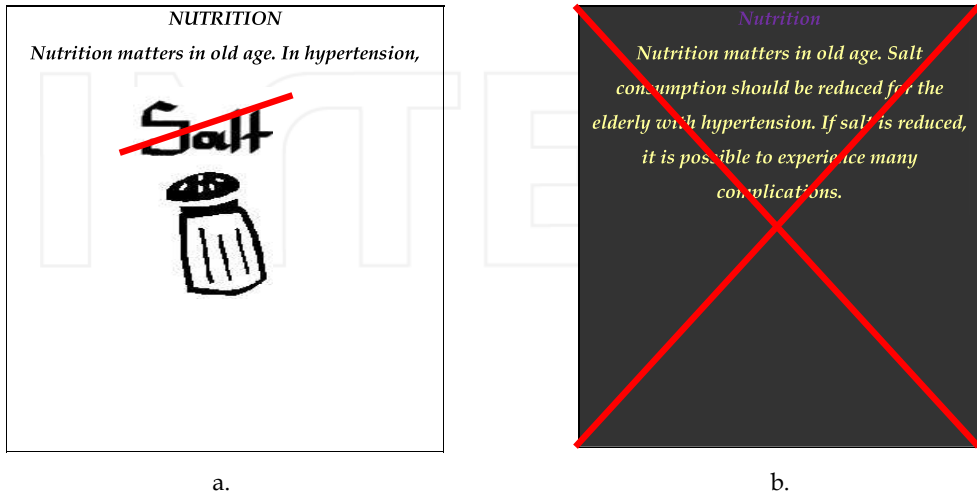 NUTRITION
Nutrition matters in old age. In hypertension,
Salt
a.
Nutrition
Nutrition matters in old age. Salt
consumption should be reduced for the
elderly with hypertension. If salt is reduced,
it is possible to experience many
complications.
b.